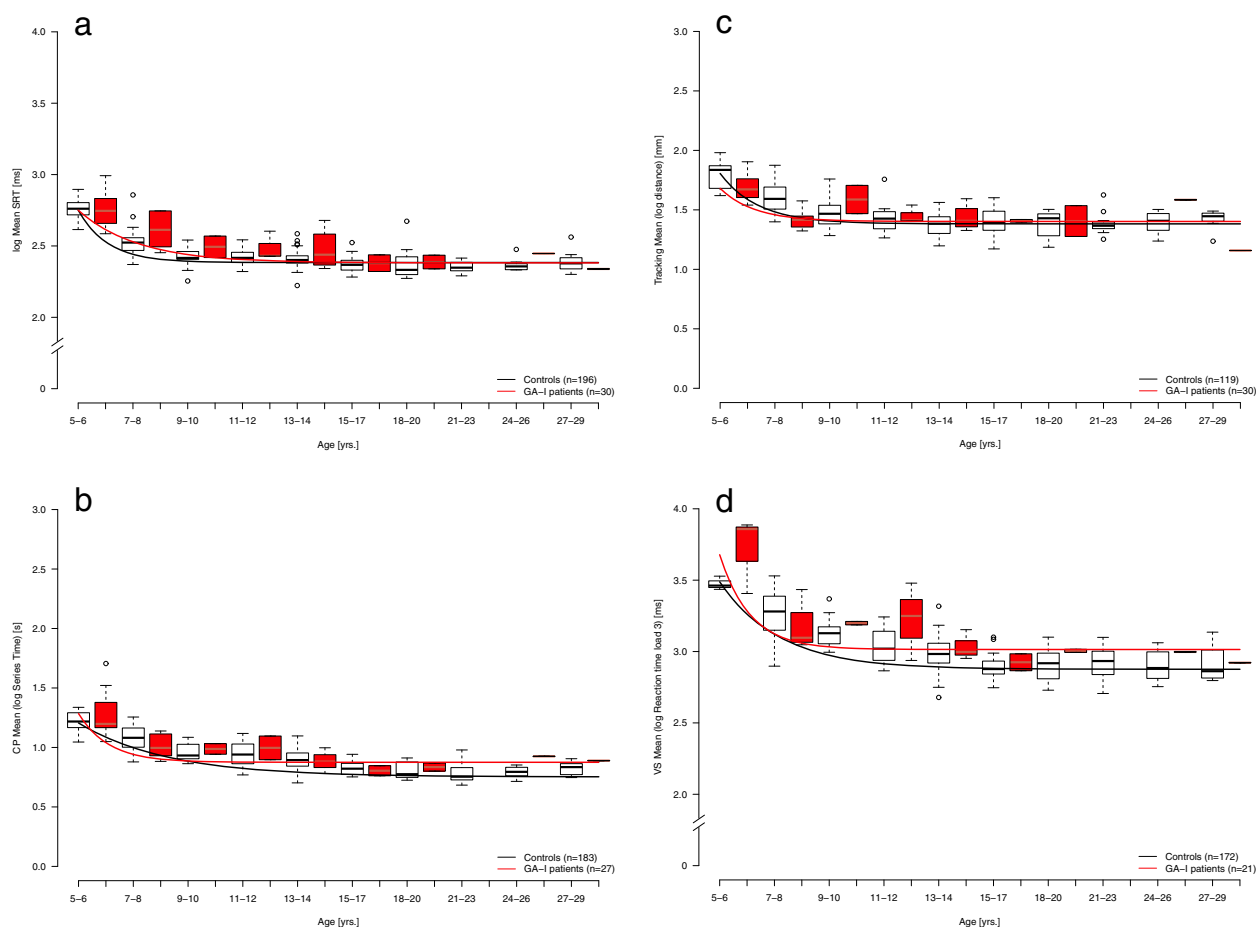 a
log Mean SRT [ms]
4.0
3.5
3.0
2.5
2.0
0
Controls (n=196)
GA−I patients (n=30)
5−6 7−8 9−10 11−12 13−14 15−17 18−20 21−23 24−26 27−29
Age [yrs.]
c
Tracking Mean (log distance) [mm]
3.0
2.5
2.0
1.5
1.0
0.5
0.0
Controls (n=119)
GA−I patients (n=30)
5−6 7−8 9−10 11−12 13−14 15−17 18−20 21−23 24−26 27−29
Age [yrs.]
b
CP Mean (log Series Time) [s]
3.0
2.5
2.0
1.5
1.0
0.5
0.0
Controls (n=183)
GA−I patients (n=27)
5−6 7−8 9−10 11−12 13−14 15−17 18−20 21−23 24−26 27−29
Age [yrs.]
d
VS Mean (log Reaction time load 3) [ms]
4.0
3.5
3.0
2.5
2.0
0
Controls (n=172)
GA−I patients (n=21)
5−6 7−8 9−10 11−12 13−14 15−17 18−20 21−23 24−26 27−29
Age [yrs.]